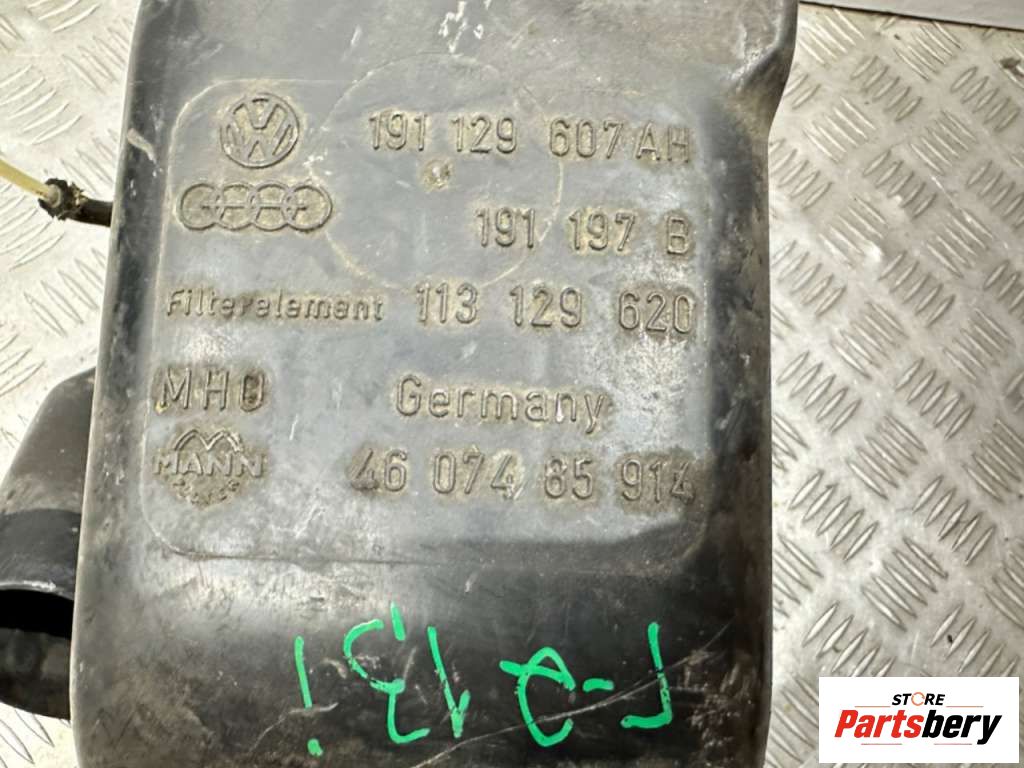 191 129 607 AH
191 197 B
Filterelement 113 129 620
MHO Germany
MANN
46 074 85 914
STORE
Partsbery